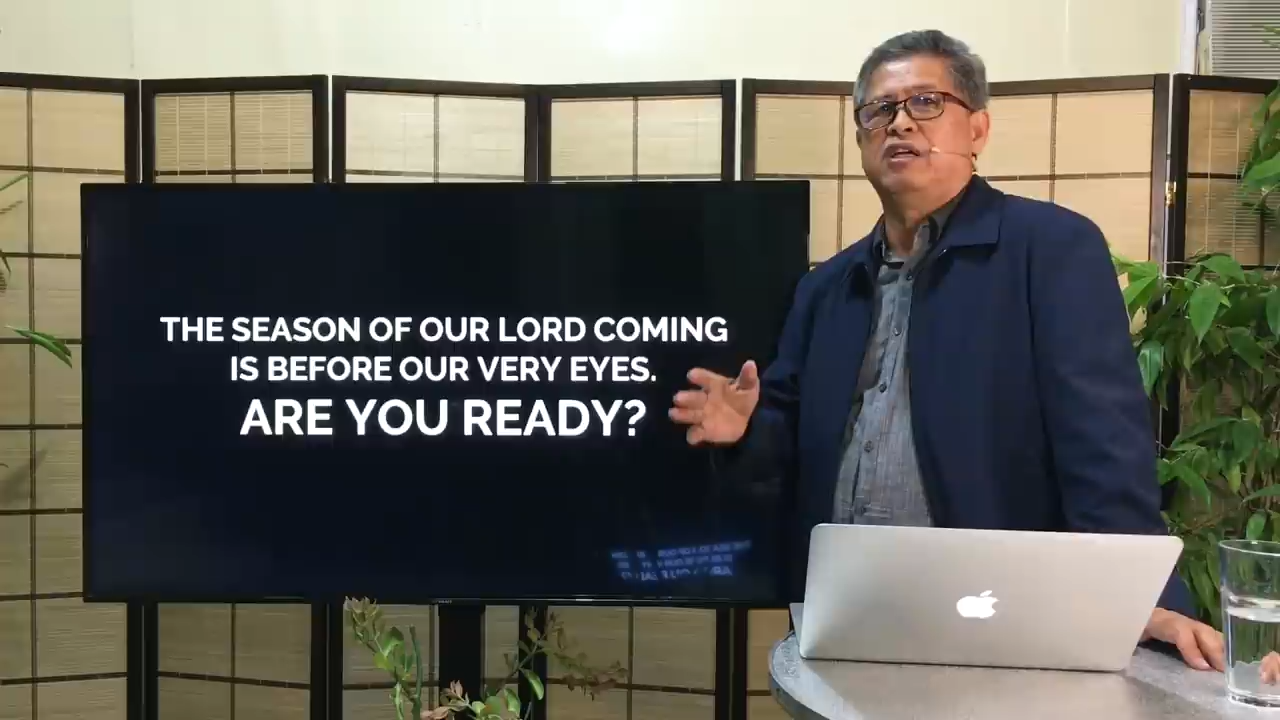 THE SEASON OF OUR LORD COMING
IS BEFORE OUR VERY EYES.
ARE YOU READY?